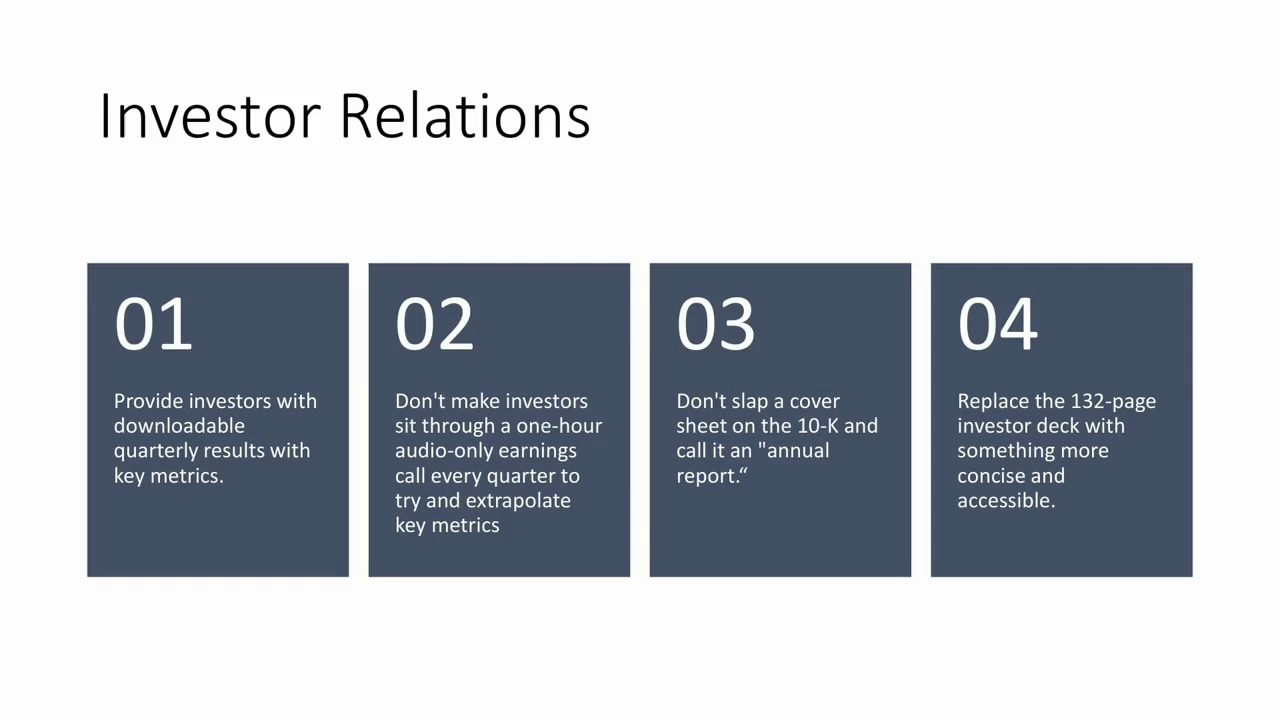 Investor Relations
01
Provide investors with
downloadable
quarterly results with
key metrics.
02
Don't make investors
sit through a one-hour
audio-only earnings
call every quarter to
try and extrapolate
key metrics
03
Don't slap a cover
sheet on the 10-K and
call it an "annual
report.“
04
Replace the 132-page
investor deck with
something more
concise and
accessible.